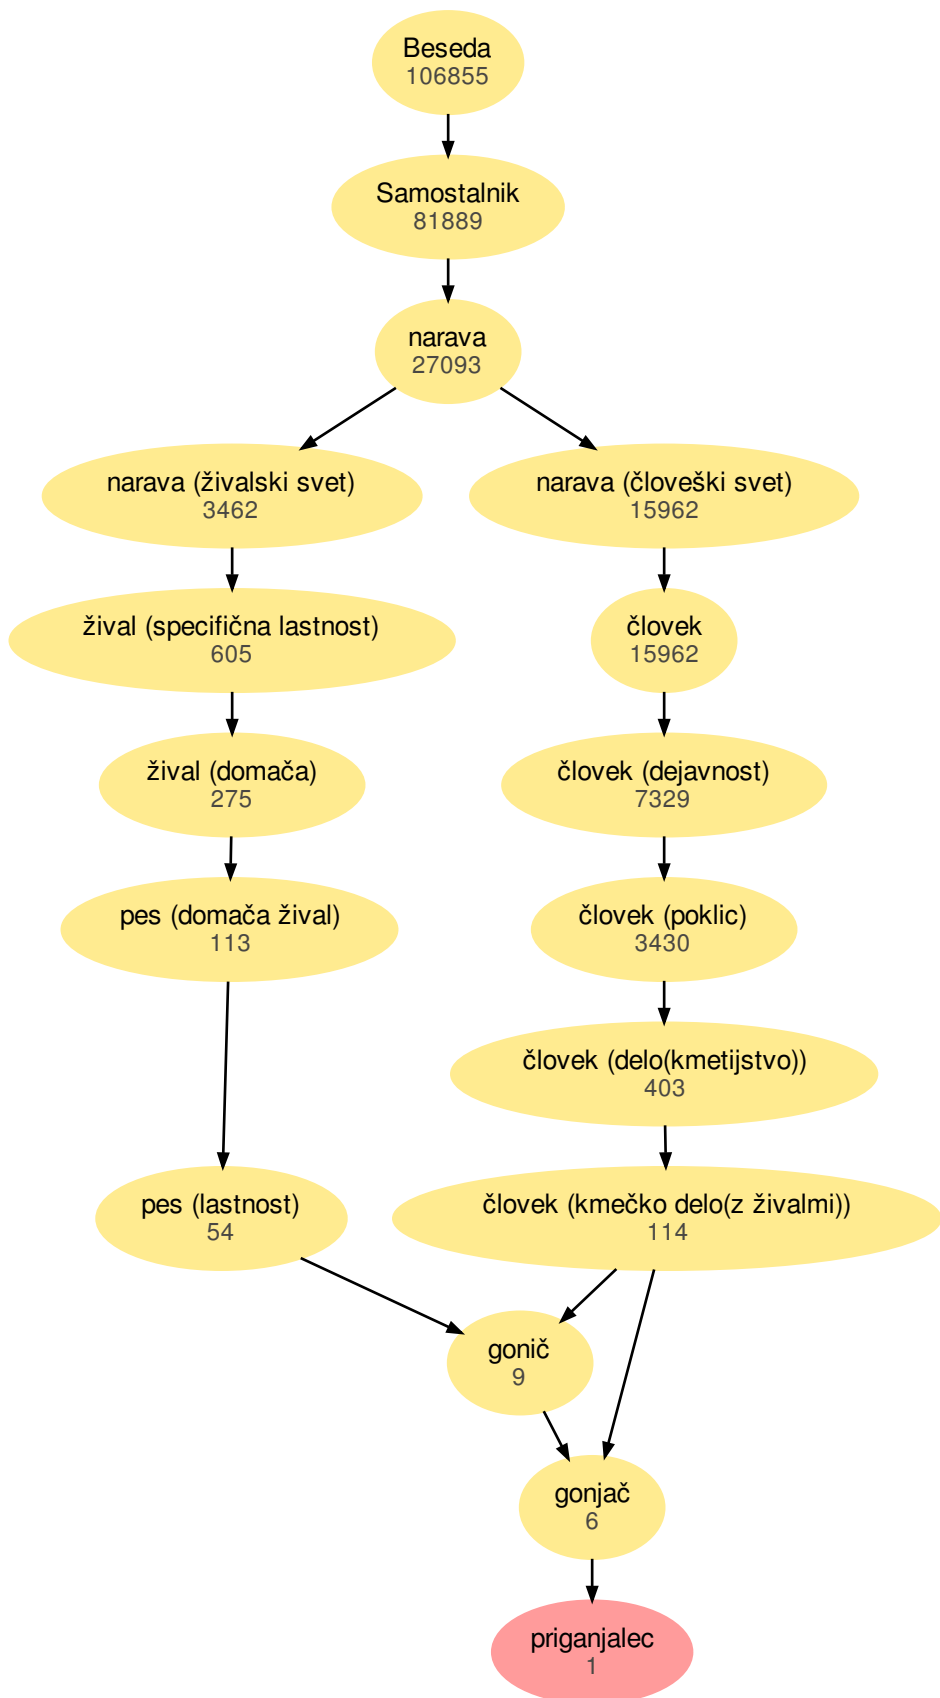 Beseda
106855
Samostalnik
81889
narava
27093
narava (živalski svet)
3462
narava (človeški svet)
15962
žival (specifična lastnost)
605
človek
15962
žival (domača)
275
človek (dejavnost)
7329
pes (domača žival)
113
človek (poklic)
3430
človek (delo(kmetijstvo))
403
pes (lastnost)
54
človek (kmečko delo(z živalmi))
114
gonič
9
gonjač
6
priganjalec
1